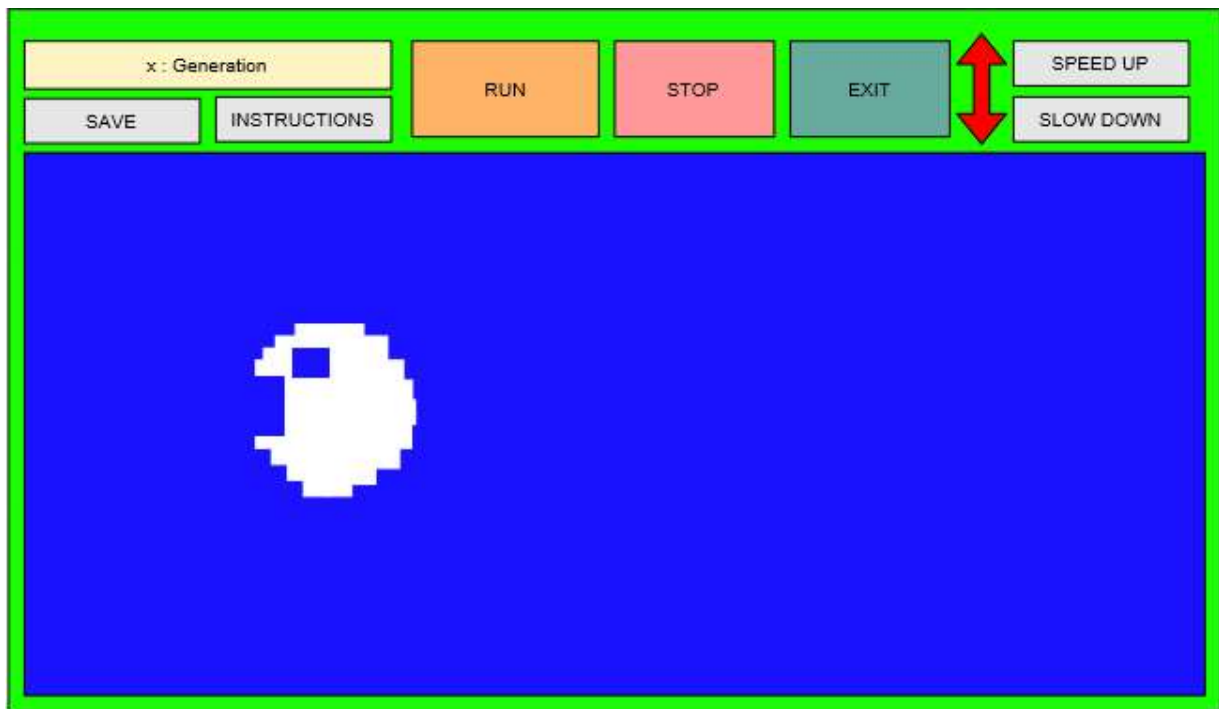 x : Generation
SAVE
INSTRUCTIONS
RUN
STOP
EXIT
SPEED UP
SLOW DOWN